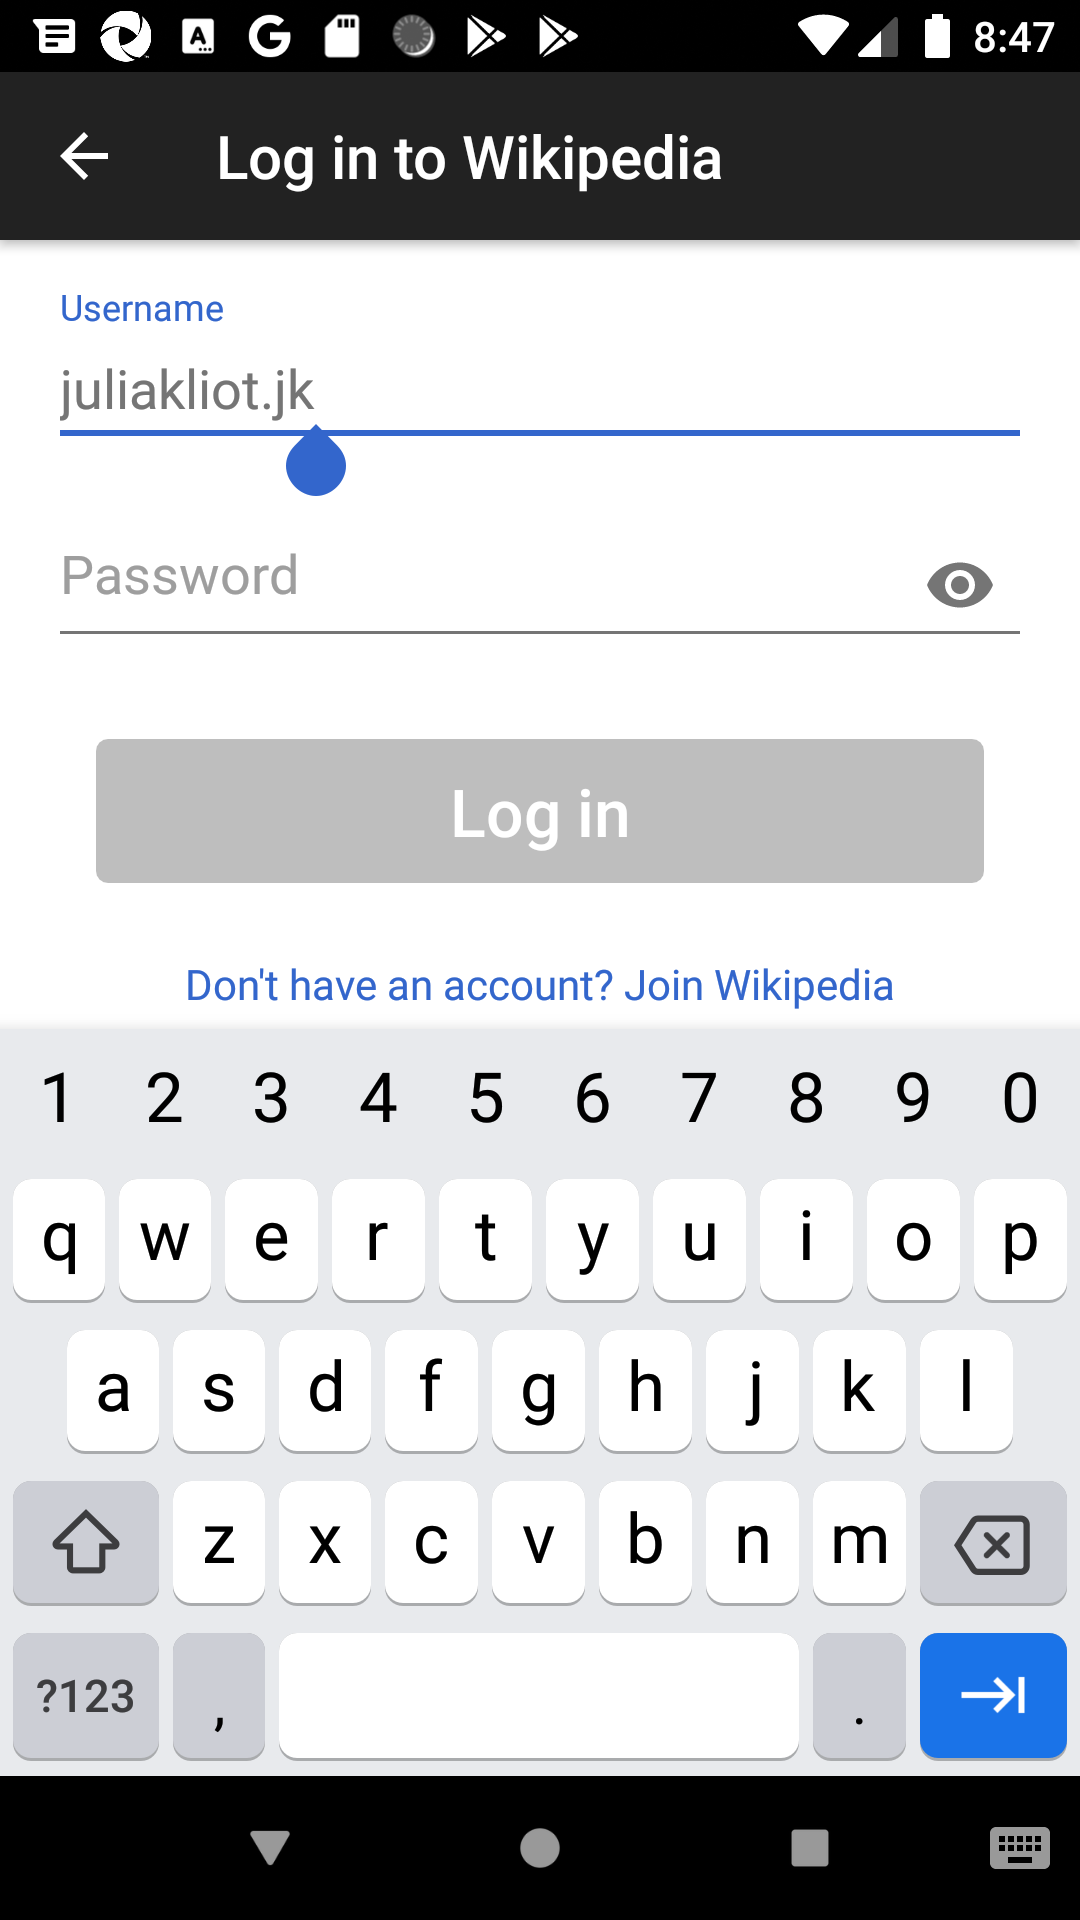 8:47
Log in to Wikipedia
Username
juliakliot.jk
Password
Log in
Don't have an account? Join Wikipedia
1 2 3 4 5 6 7 8 9 0
q w e r t y u i o p
a s d f g h j k l
z x c v b n m
?123 , .